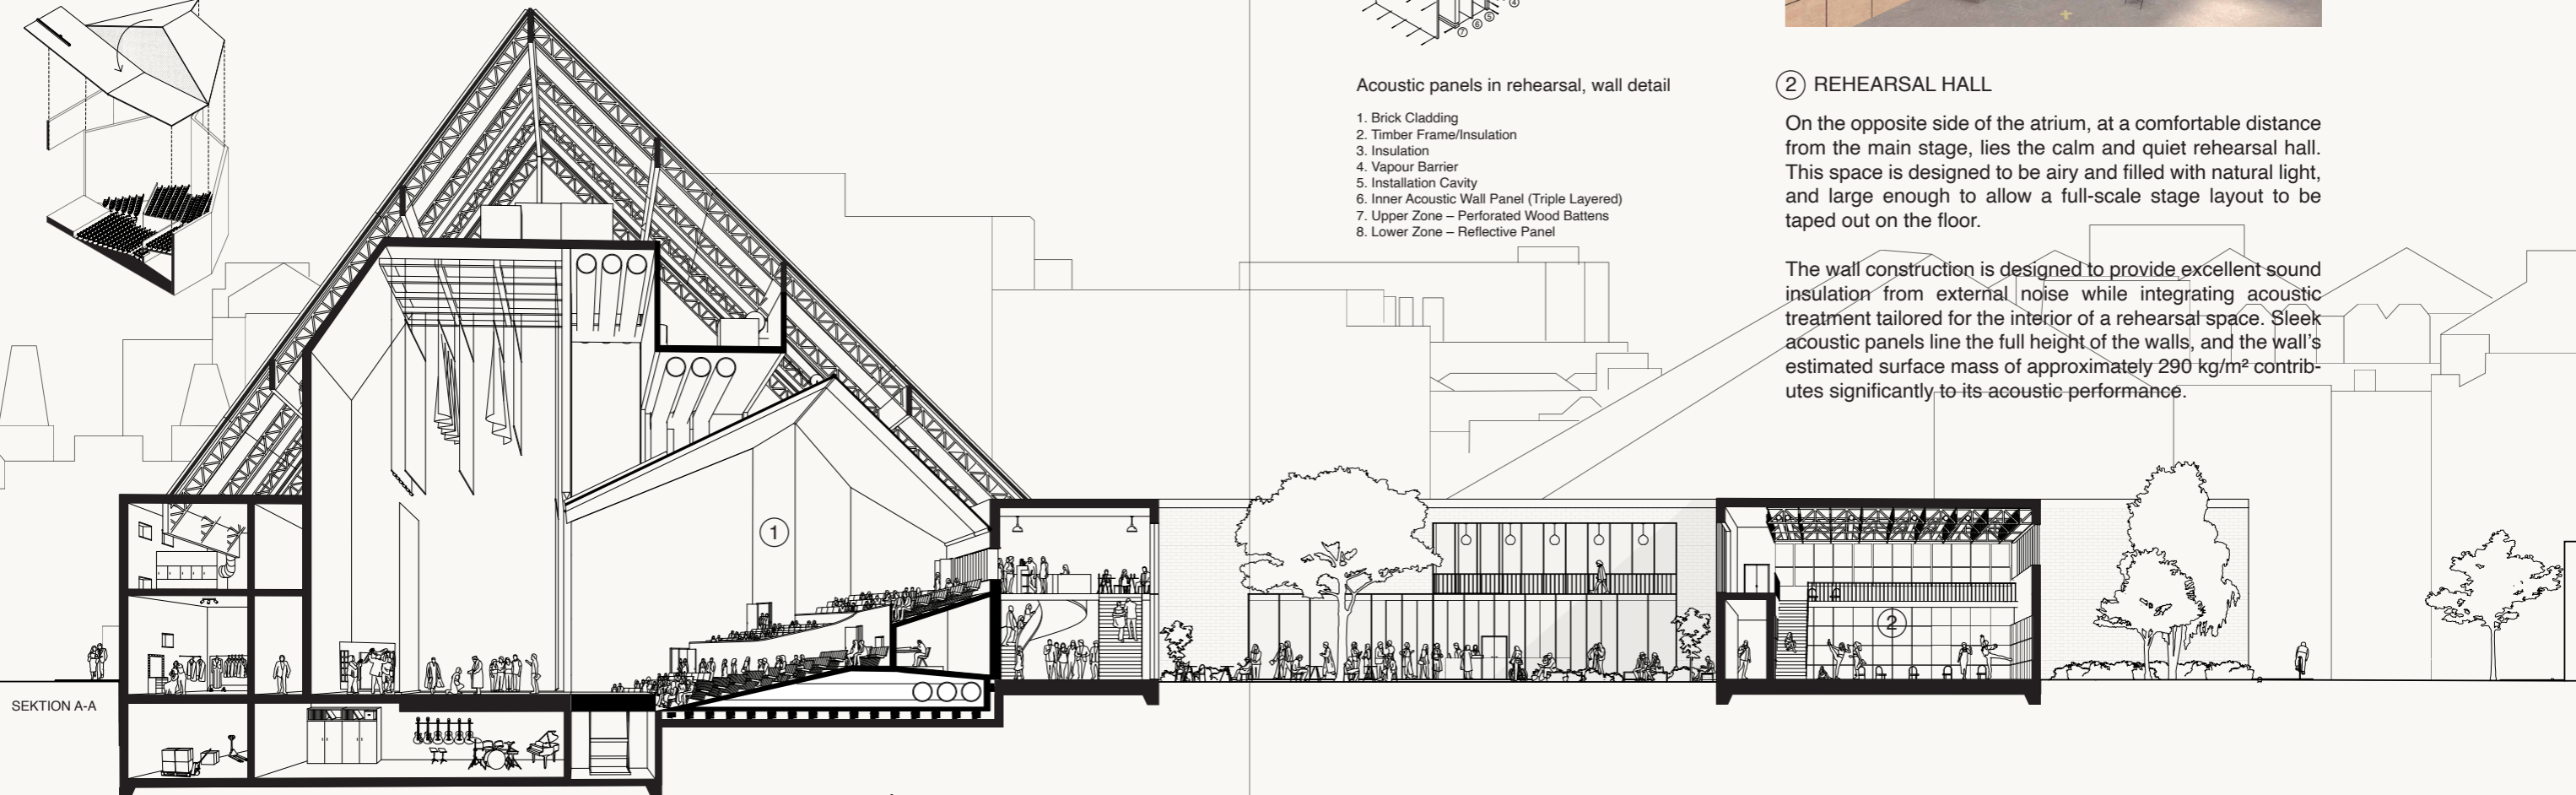 4
5
6
7
Acoustic panels in rehearsal, wall detail
1. Brick Cladding
2. Timber Frame/Insulation
3. Insulation
4. Vapour Barrier
5. Installation Cavity
6. Inner Acoustic Wall Panel (Triple Layered)
7. Upper Zone – Perforated Wood Battens
8. Lower Zone – Reflective Panel
2 REHEARSAL HALL
On the opposite side of the atrium, at a comfortable distance
from the main stage, lies the calm and quiet rehearsal hall.
This space is designed to be airy and filled with natural light,
and large enough to allow a full-scale stage layout to be
taped out on the floor.
The wall construction is designed to provide excellent sound
insulation from external noise while integrating acoustic
treatment tailored for the interior of a rehearsal space. Sleek
acoustic panels line the full height of the walls, and the wall's
estimated surface mass of approximately 290 kg/m² contrib-
utes significantly to its acoustic performance.
1
2
SEKTION A-A